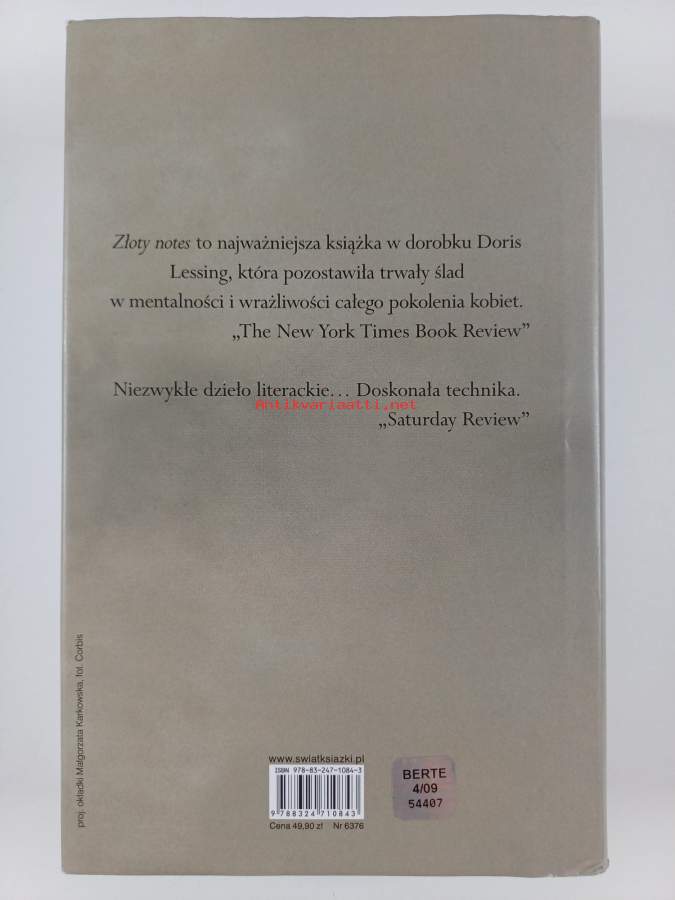 Złoty notes to najważniejsza książka w dorobku Doris
Lessing, która pozostawiła trwały ślad
w mentalności i wrażliwości całego pokolenia kobiet.
„The New York Times Book Review”
Niezwykłe dzieło literackie… Doskonała technika.
Antikvariaatti.net
„Saturday Review”
proj. okładki Małgorzata Karkowska, fot. Corbis
www.swiatksiazki.pl
ISBN 978-83-247-1084-3
9 788324 710843
Cena 49,90 zł Nr 6376
BERTE
4/09
54407